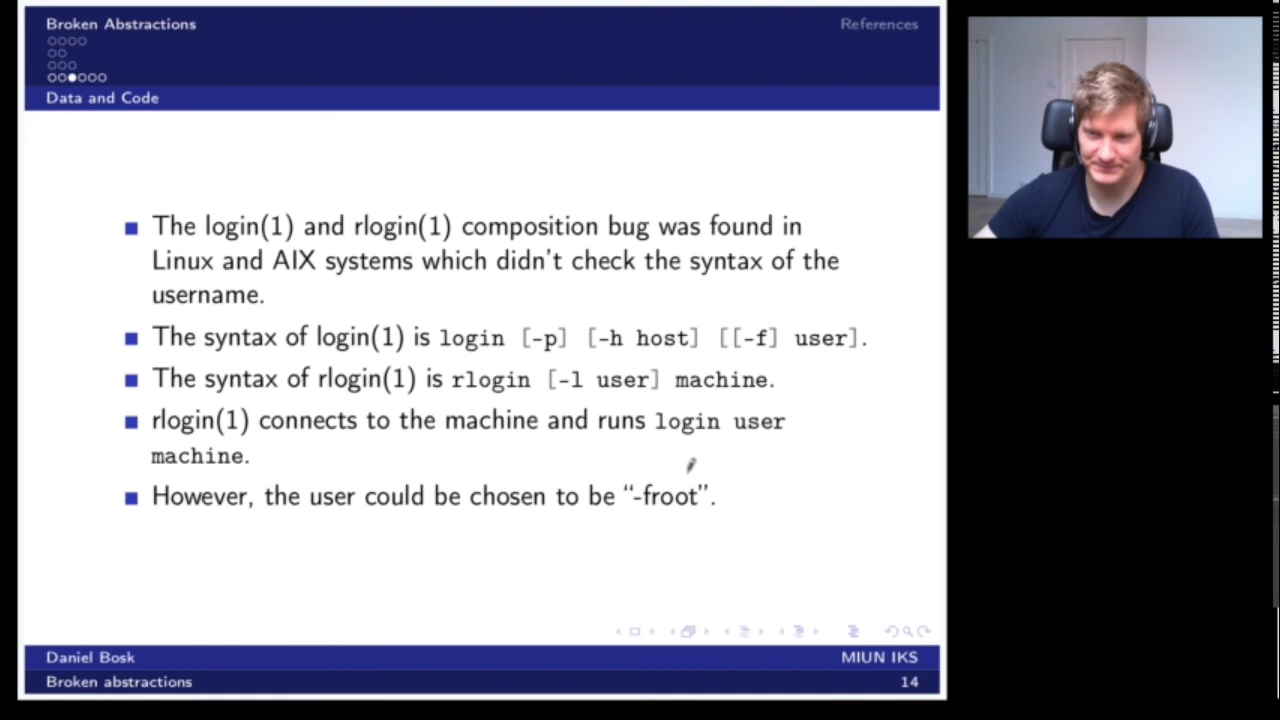 Broken Abstractions
References
Data and Code
The login(1) and rlogin(1) composition bug was found in
Linux and AIX systems which didn't check the syntax of the
username.
The syntax of login(1) is login [-p] [-h host] [[-f] user].
The syntax of rlogin(1) is rlogin [-l user] machine.
rlogin(1) connects to the machine and runs login user
machine.
However, the user could be chosen to be “-froot”.
Daniel Bosk
MIUN IKS
Broken abstractions
14